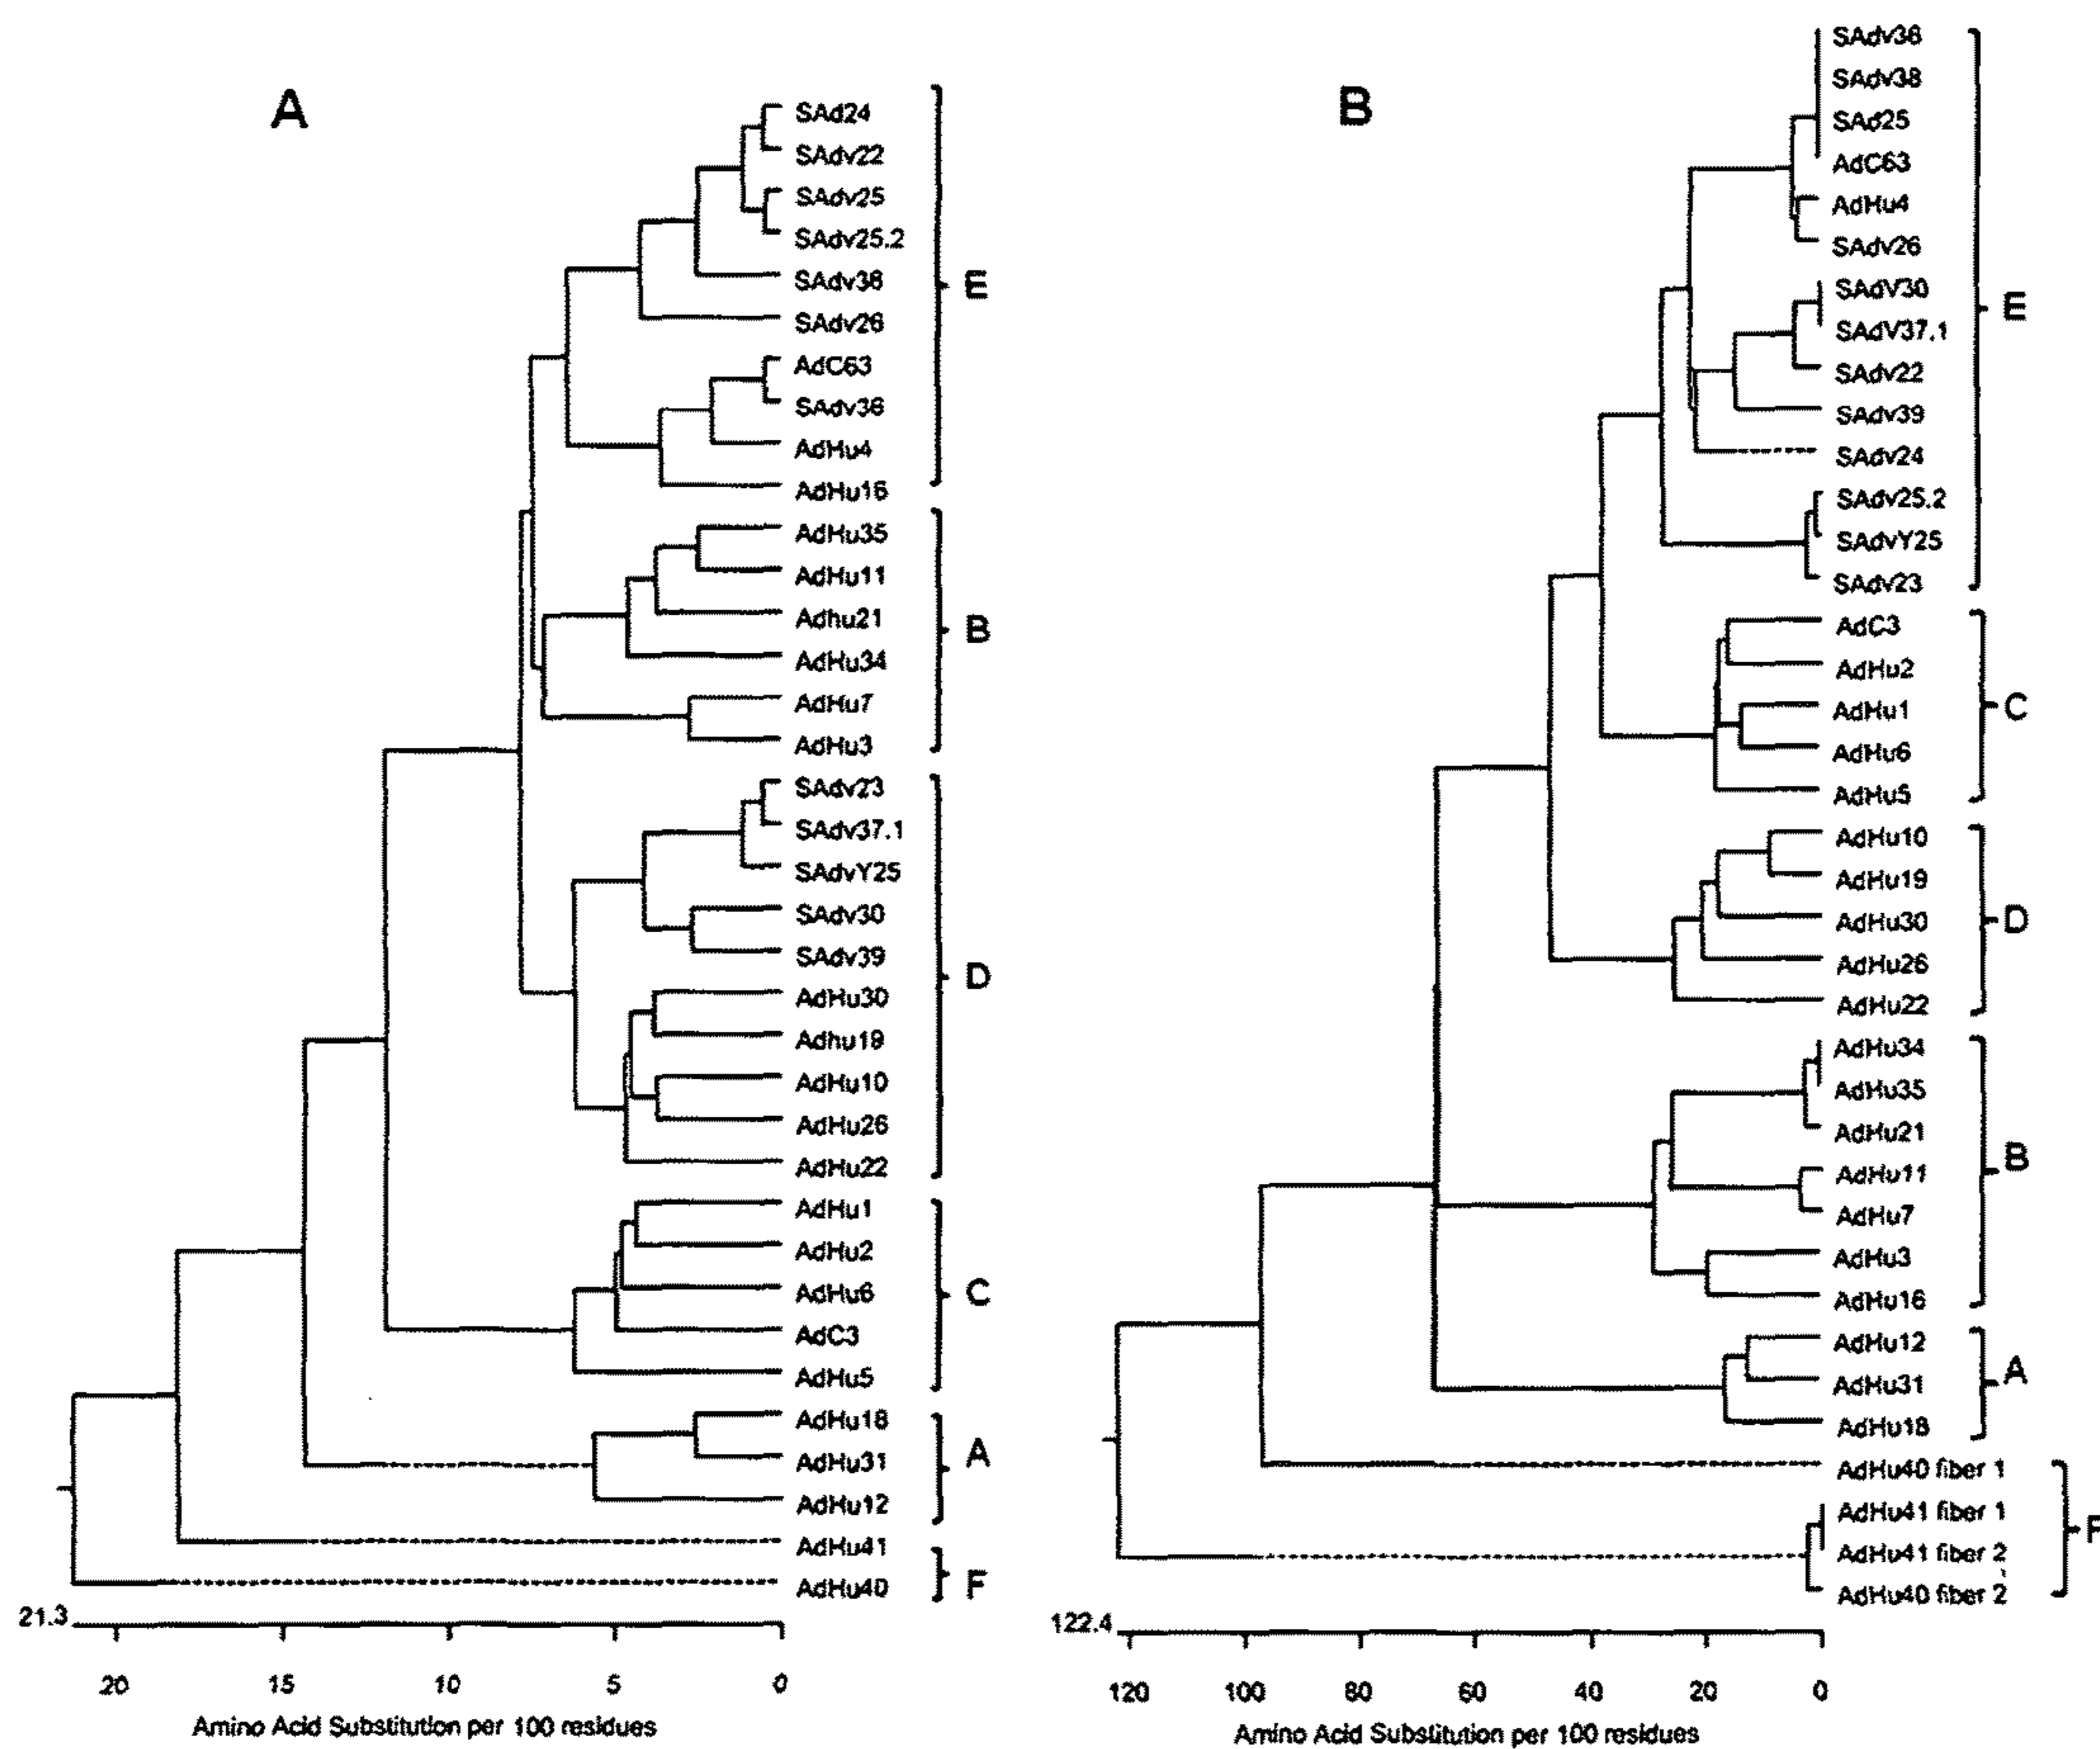 A
SAd24
SAdv22
SAdv25
SAdv25.2
SAdv38
SAdv26
AdC63
SAdv36
AdHu4
AdHu16
E
AdHu35
AdHu11
Adhu21
AdHu34
AdHu7
AdHu3
B
SAdv23
SAdv37.1
SAdvY25
SAdv30
SAdv39
AdHu30
Adhu19
AdHu10
AdHu26
AdHu22
D
AdHu1
AdHu2
AdHu6
AdC3
AdHu5
C
AdHu18
AdHu31
AdHu12
A
AdHu41
AdHu40
F
21.3
20 15 10 5 0
Amino Acid Substitution per 100 residues
B
SAdv36
SAdv38
SAd25
AdC63
AdHu4
SAdv26
SAdV30
SAdV37.1
SAdv22
SAdv39
SAdv24
SAdv25.2
SAdvY25
SAdv23
E
AdC3
AdHu2
AdHu1
AdHu6
AdHu5
C
AdHu10
AdHu19
AdHu30
AdHu26
AdHu22
D
AdHu34
AdHu35
AdHu21
AdHu11
AdHu7
AdHu3
AdHu16
B
AdHu12
AdHu31
AdHu18
A
AdHu40 fiber 1
AdHu41 fiber 1
AdHu41 fiber 2
AdHu40 fiber 2
F
122.4
120 100 80 60 40 20 0
Amino Acid Substitution per 100 residues